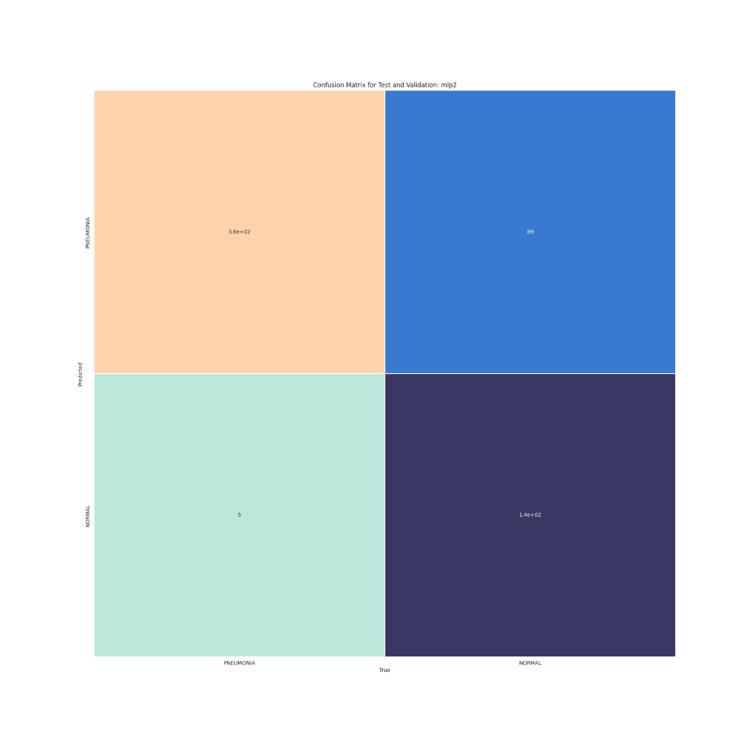 Confusion Matrix for Test and Validation: mlp2
PNEUMONIA
3.8e+02
89
Predicted
NORMAL
5
1.4e+02
PNEUMONIA
NORMAL
True